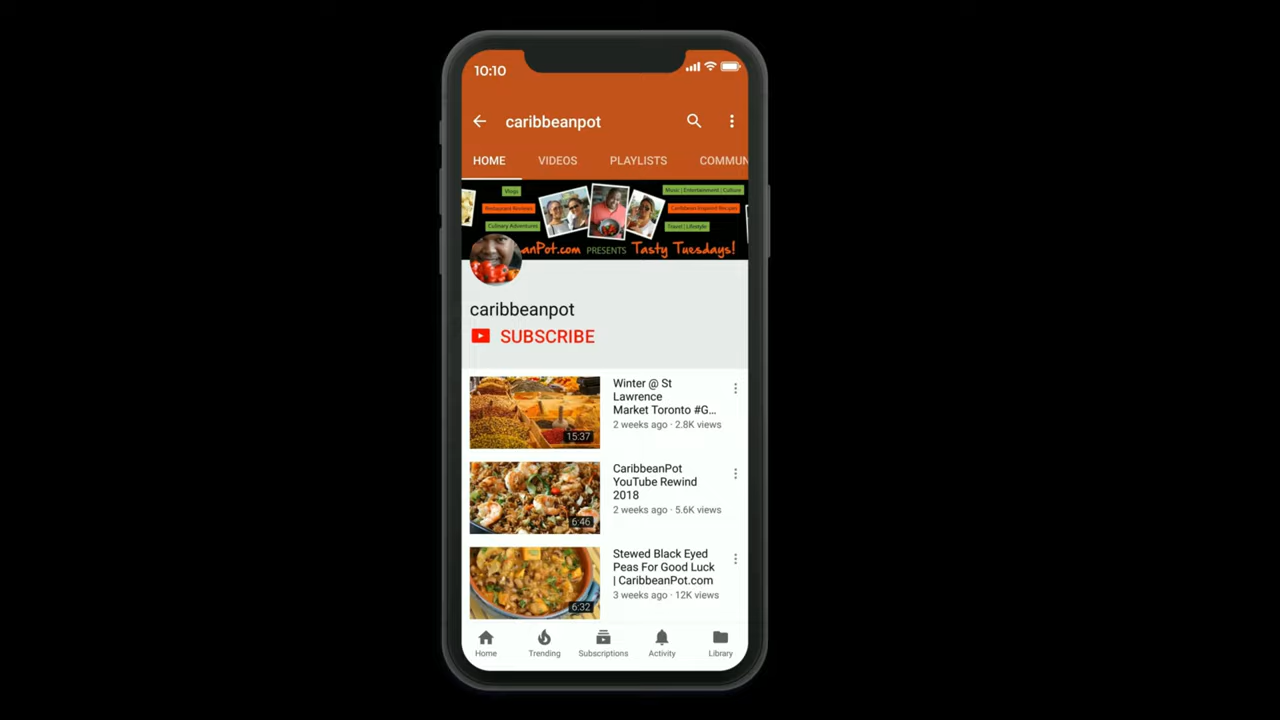 10:10
caribbeanpot
HOME VIDEOS PLAYLISTS COMMUN
Vlogs
Music | Entertainment | Culture
Restaurant Reviews
Caribbean Inspired Recipes
Culinary Adventures
Travel | Lifestyle
anPot.com PRESENTS Tasty Tuesdays!
caribbeanpot
SUBSCRIBE
Winter @ St
Lawrence
Market Toronto #G...
2 weeks ago · 2.8K views
15:37
CaribbeanPot
YouTube Rewind
2018
2 weeks ago · 5.6K views
6:46
Stewed Black Eyed
Peas For Good Luck
| CaribbeanPot.com
3 weeks ago · 12K views
6:32
Home Trending Subscriptions Activity Library